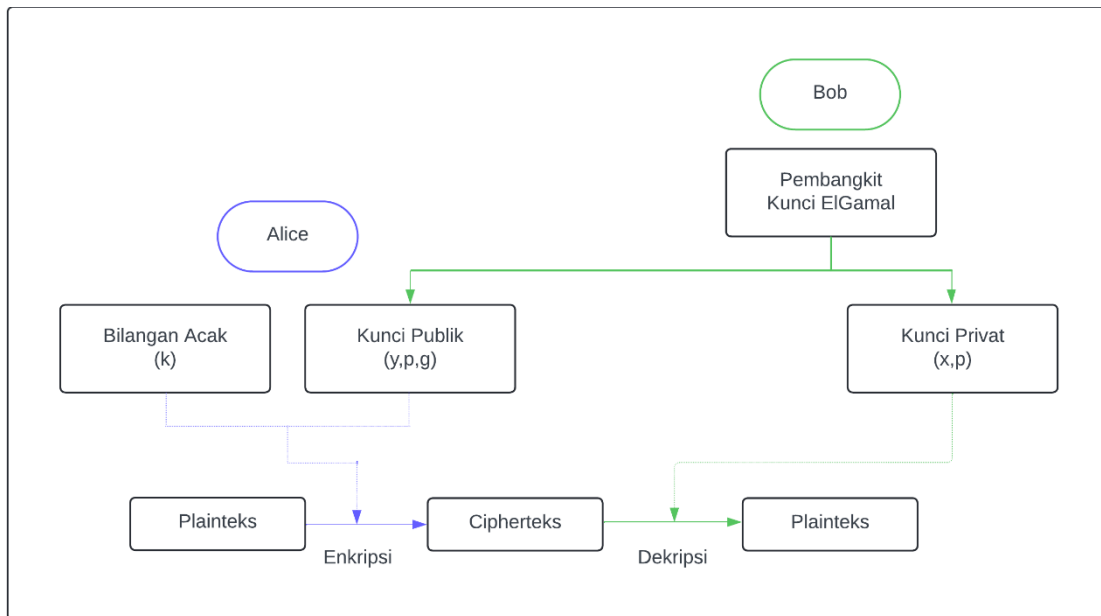 Bob
Pembangkit
Kunci ElGamal
Alice
Bilangan Acak
(k)
Kunci Publik
(y,p,g)
Kunci Privat
(x,p)
Plainteks
Cipherteks
Plainteks
Enkripsi
Dekripsi